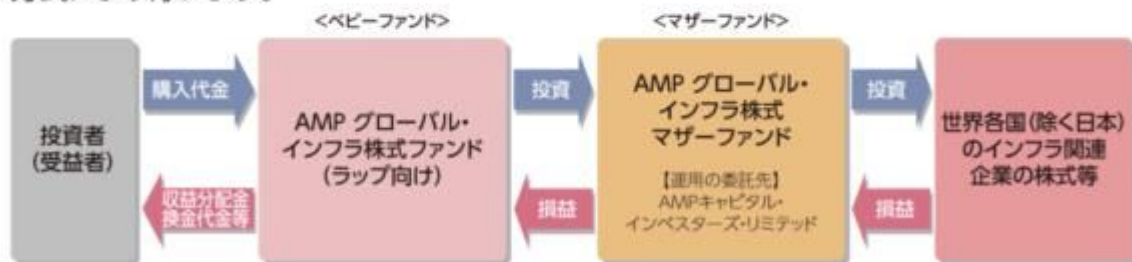 <ベビーファンド>
<マザーファンド>
投資者
(受益者)
購入代金
収益分配金
換金代金等
AMP グローバル・
インフラ株式ファンド
(ラップ向け)
投資
損益
AMP グローバル・
インフラ株式
マザーファンド
【運用の委託先】
AMPキャピタル・
インベスターズ・リミテッド
投資
損益
世界各国(除く日本)
のインフラ関連
企業の株式等